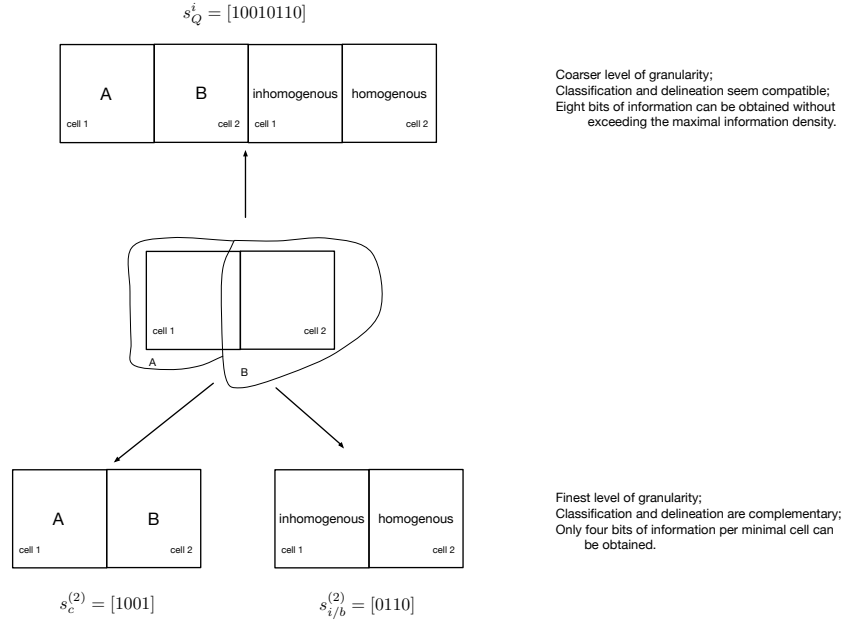 $s_Q^i = [10010110]$
A
B
inhomogenous
homogenous
cell 1
cell 2
cell 1
cell 2
Coarser level of granularity;
Classification and delineation seem compatible;
Eight bits of information can be obtained without
exceeding the maximal information density.
cell 1
cell 2
A
B
A
B
cell 1
cell 2
inhomogenous
homogenous
cell 1
cell 2
Finest level of granularity;
Classification and delineation are complementary;
Only four bits of information per minimal cell can
be obtained.
$s_c^{(2)} = [1001]$
$s_{i/b}^{(2)} = [0110]$